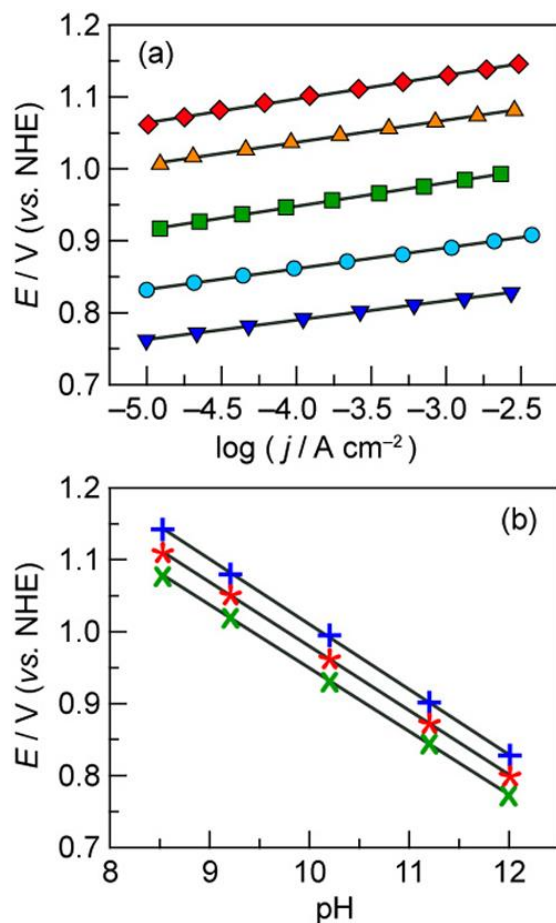 (a)
1.2
1.1
1.0
0.9
0.8
0.7
E / V (vs. NHE)
–5.0 –4.5 –4.0 –3.5 –3.0 –2.5
log ( j / A cm⁻²)
(b)
1.2
1.1
1.0
0.9
0.8
0.7
E / V (vs. NHE)
8 9 10 11 12
pH